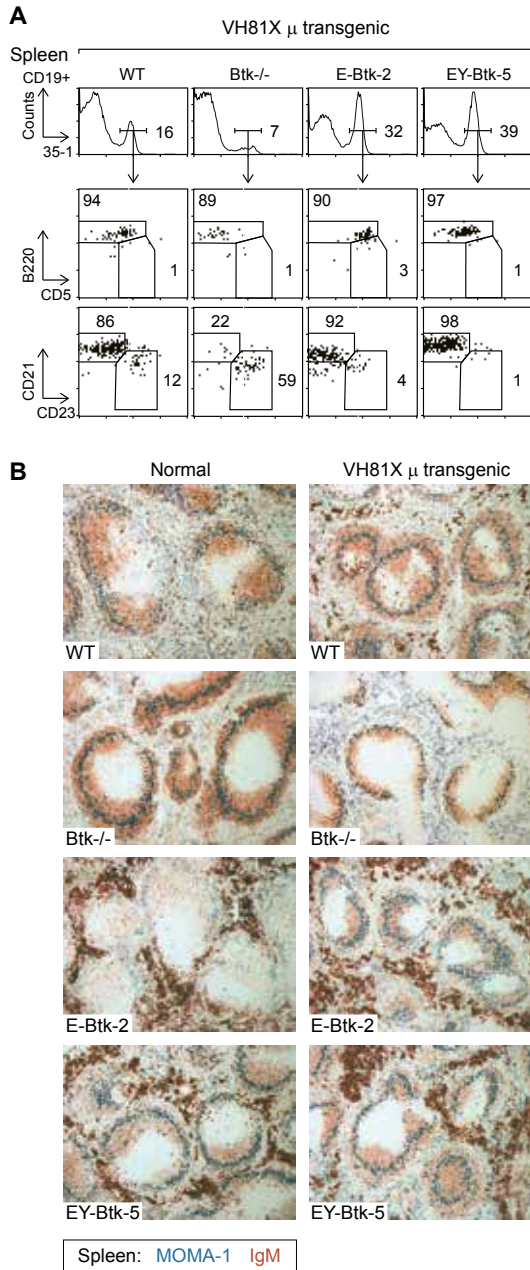 A
VH81X μ transgenic
Spleen
CD19+
WT
Btk-/-
E-Btk-2
EY-Btk-5
Counts
35-1
16
7
32
39
94
89
90
97
B220
CD5
1
1
3
1
86
22
92
98
CD21
CD23
12
59
4
1
B
Normal
VH81X μ transgenic
WT
WT
Btk-/-
Btk-/-
E-Btk-2
E-Btk-2
EY-Btk-5
EY-Btk-5
Spleen: MOMA-1 IgM